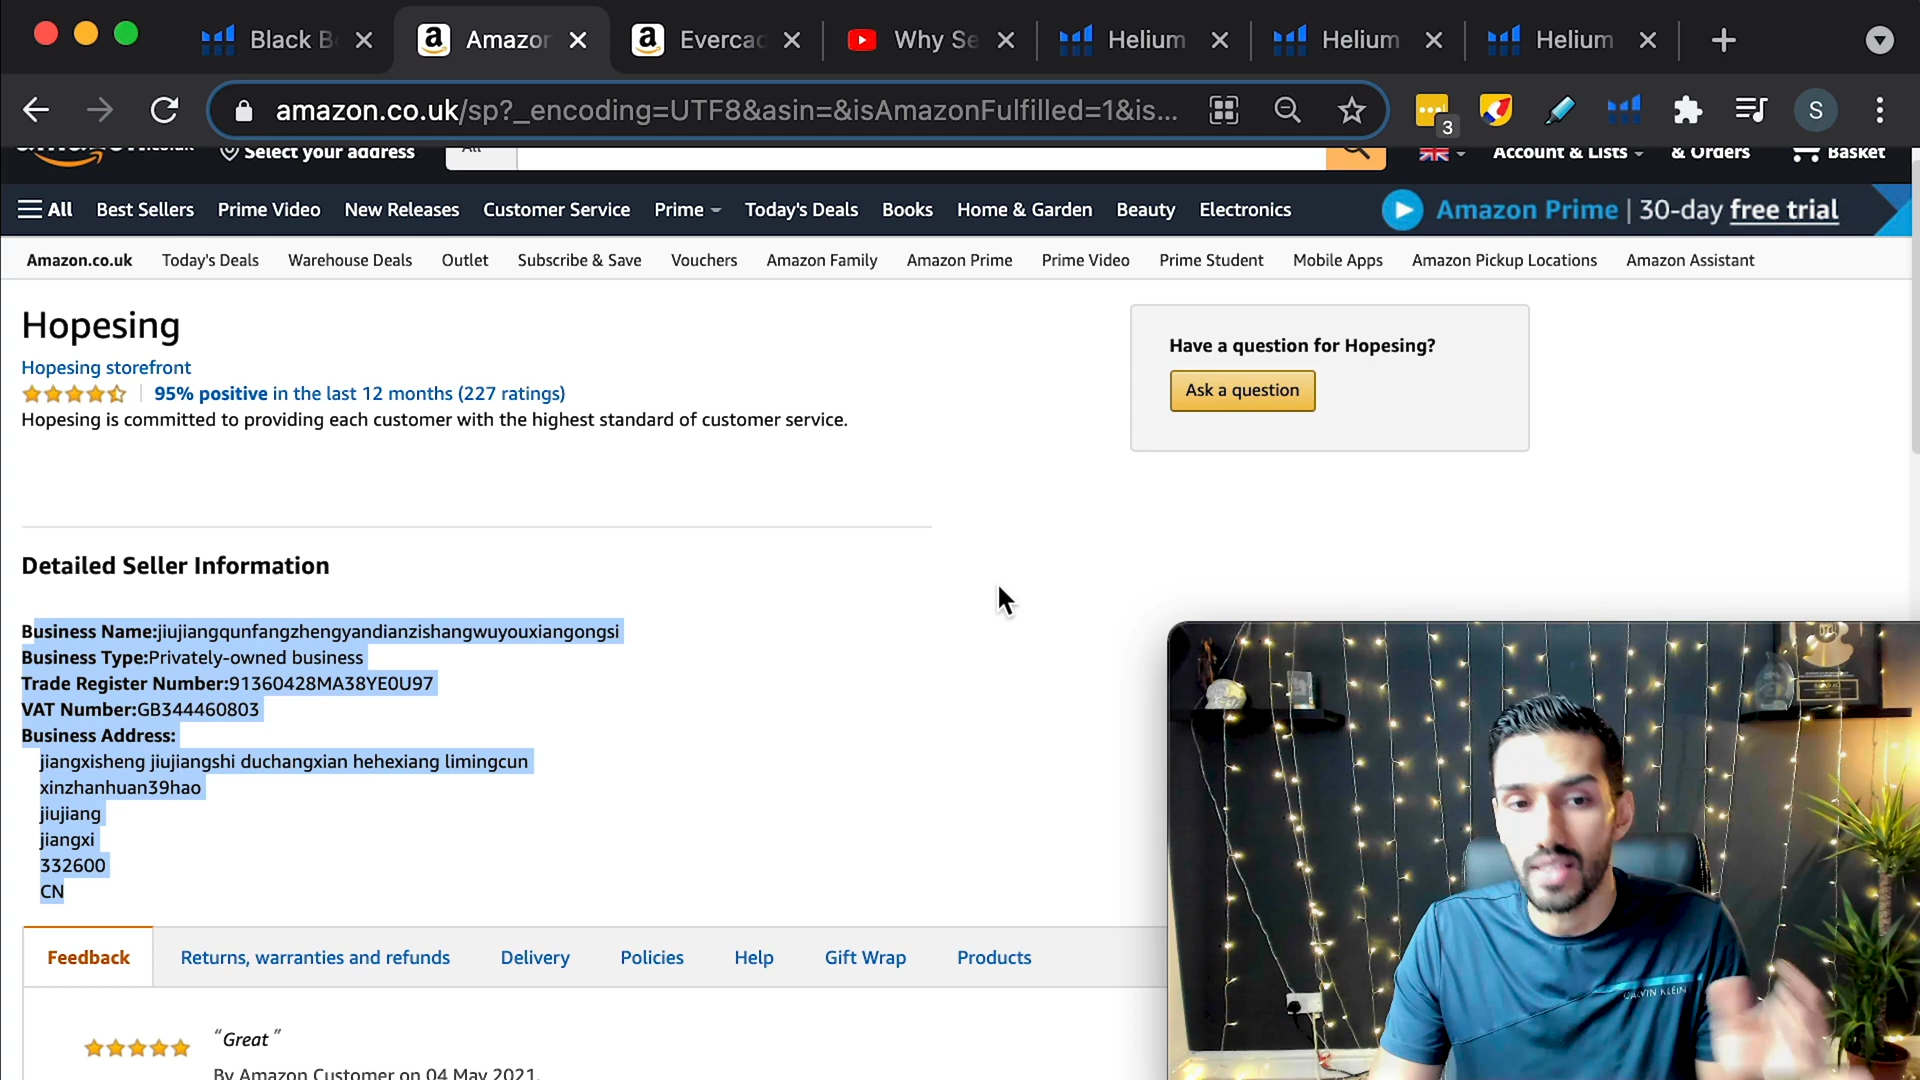 Black B
Amazon
Everca
Why Se
Helium
Helium
Helium
amazon.co.uk/sp?_encoding=UTF8&asin=&isAmazonFulfilled=1&is...
3
S
Select your address
All
Account & Lists
& Orders
Basket
All
Best Sellers
Prime Video
New Releases
Customer Service
Prime
Today's Deals
Books
Home & Garden
Beauty
Electronics
Amazon Prime | 30-day free trial
Amazon.co.uk
Today's Deals
Warehouse Deals
Outlet
Subscribe & Save
Vouchers
Amazon Family
Amazon Prime
Prime Video
Prime Student
Mobile Apps
Amazon Pickup Locations
Amazon Assistant
Hopesing
Hopesing storefront
95% positive in the last 12 months (227 ratings)
Hopesing is committed to providing each customer with the highest standard of customer service.
Have a question for Hopesing?
Ask a question
Detailed Seller Information
Business Name:jiujiangqunfangzhengyandianzishangwuyouxiangongsi
Business Type:Privately-owned business
Trade Register Number:91360428MA38YE0U97
VAT Number:GB344460803
Business Address:
jiangxisheng jiujiangshi duchangxian hehexiang limingcun
xinzhanhuan39hao
jiujiang
jiangxi
332600
CN
Feedback
Returns, warranties and refunds
Delivery
Policies
Help
Gift Wrap
Products
“Great”
By Amazon Customer on 04 May 2021.
CALVIN KLEIN